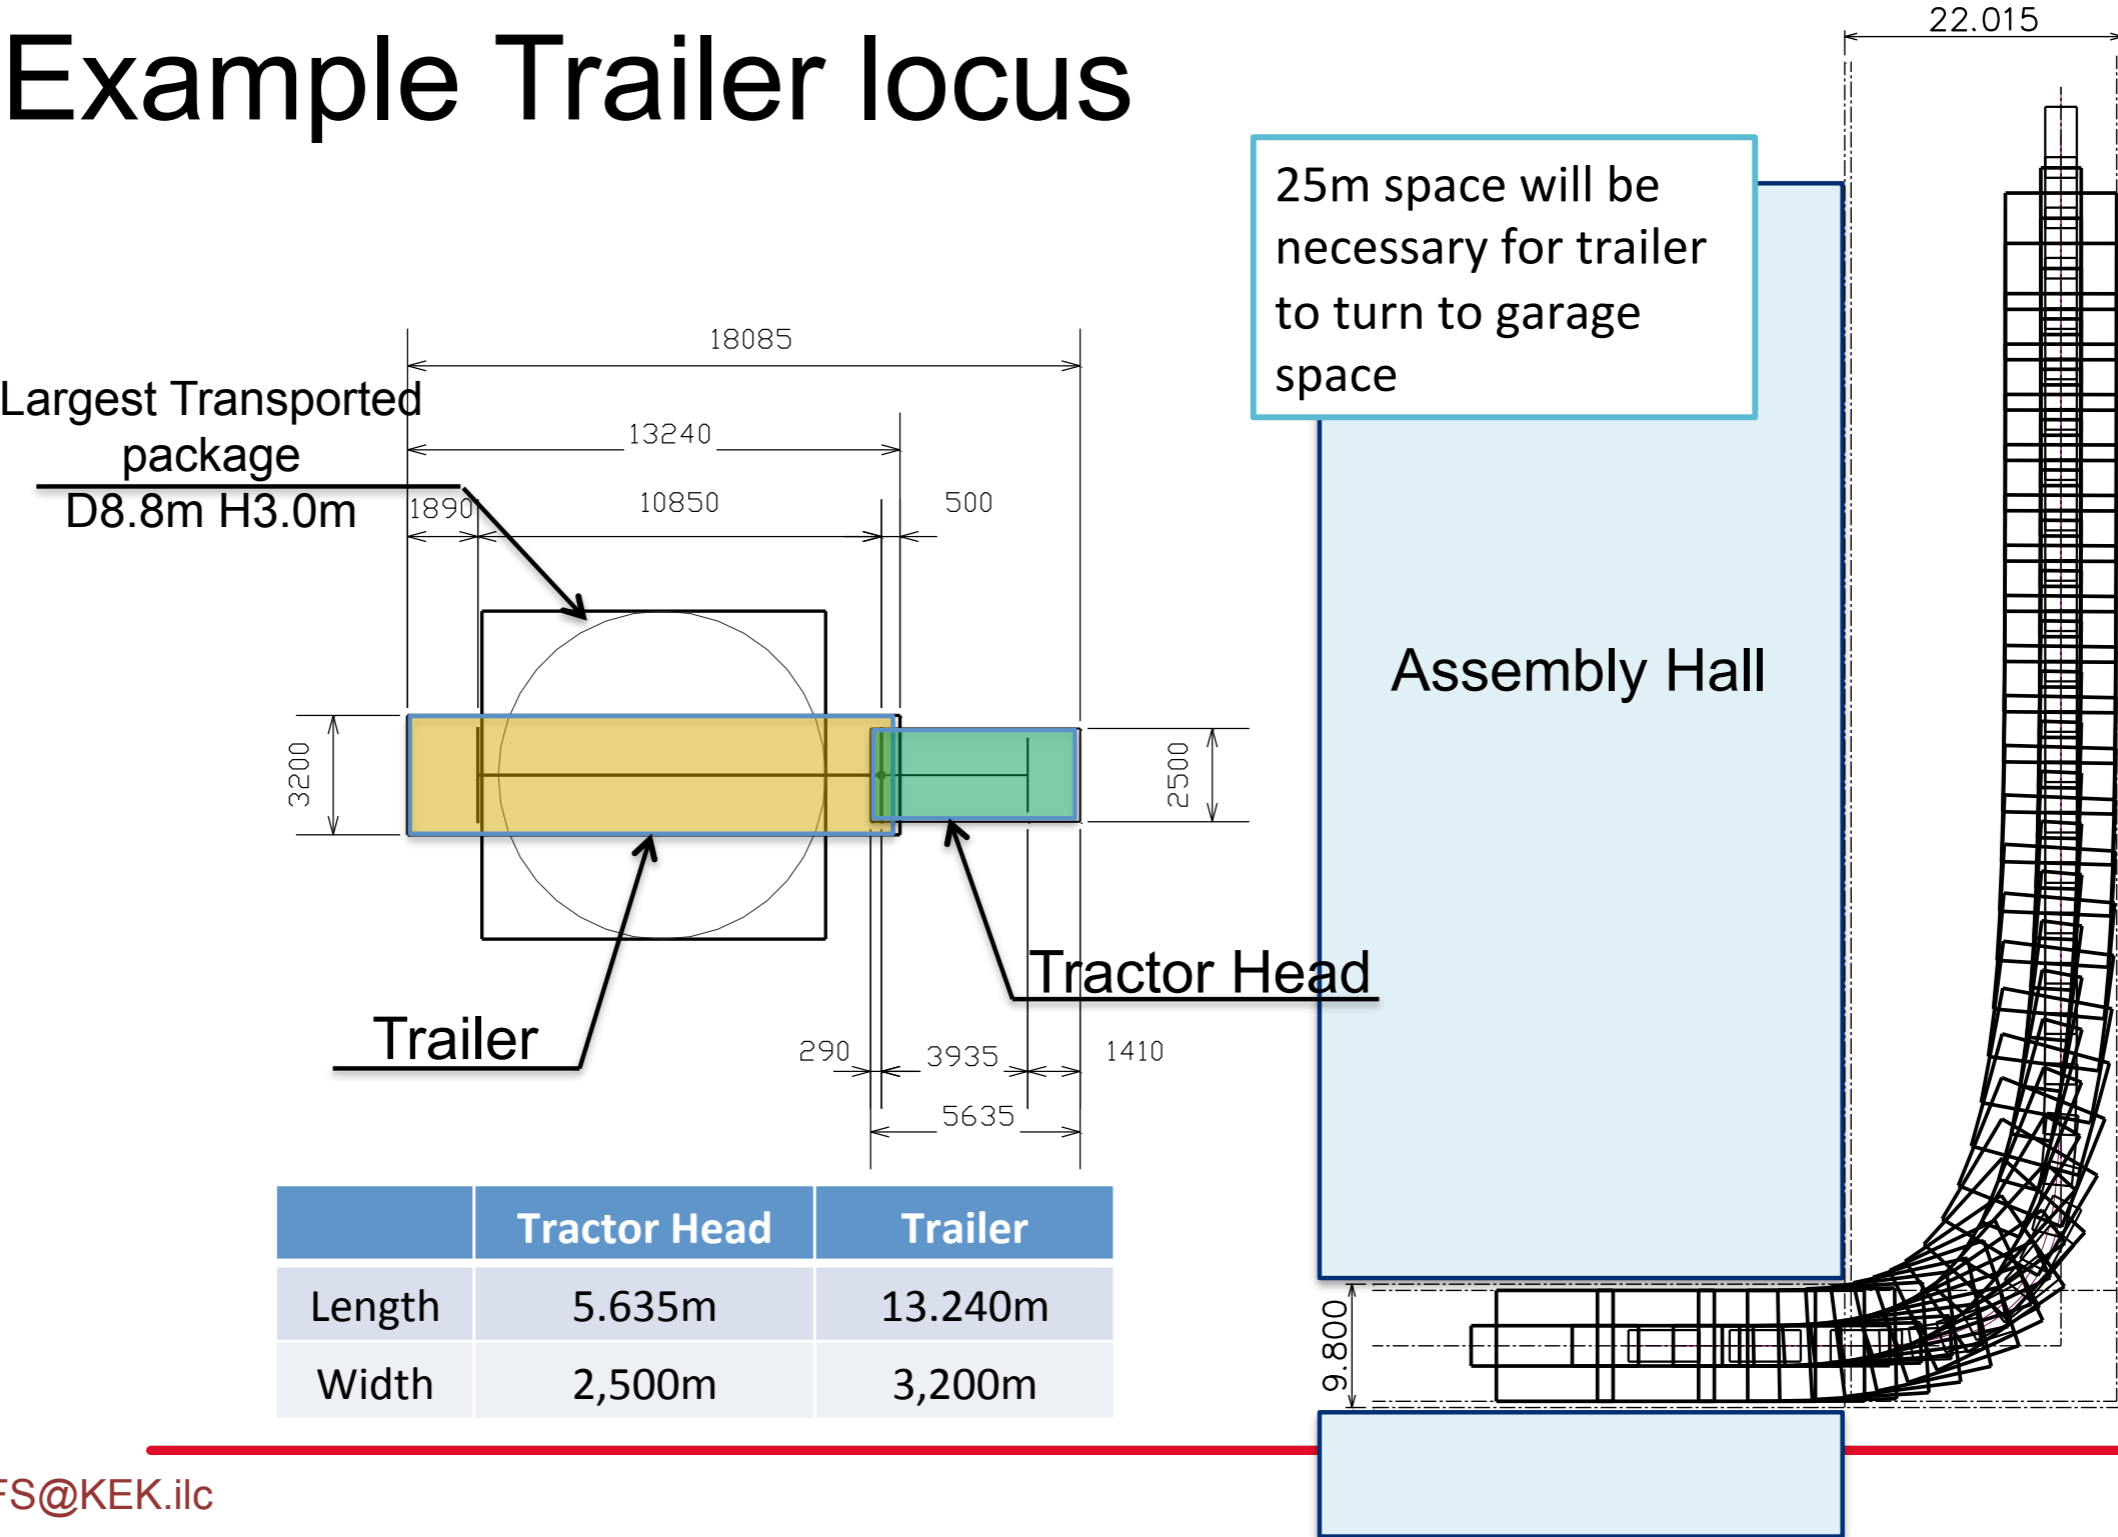 Example Trailer locus
22.015
25m space will be
necessary for trailer
to turn to garage
space
18085
Largest Transported
package
D8.8m H3.0m
13240
1890
10850
500
3200
2500
Assembly Hall
Tractor Head
Trailer
290
3935
1410
5635
Tractor Head Trailer
Length 5.635m 13.240m
Width 2,500m 3,200m
9.800
FS@KEK.ilc